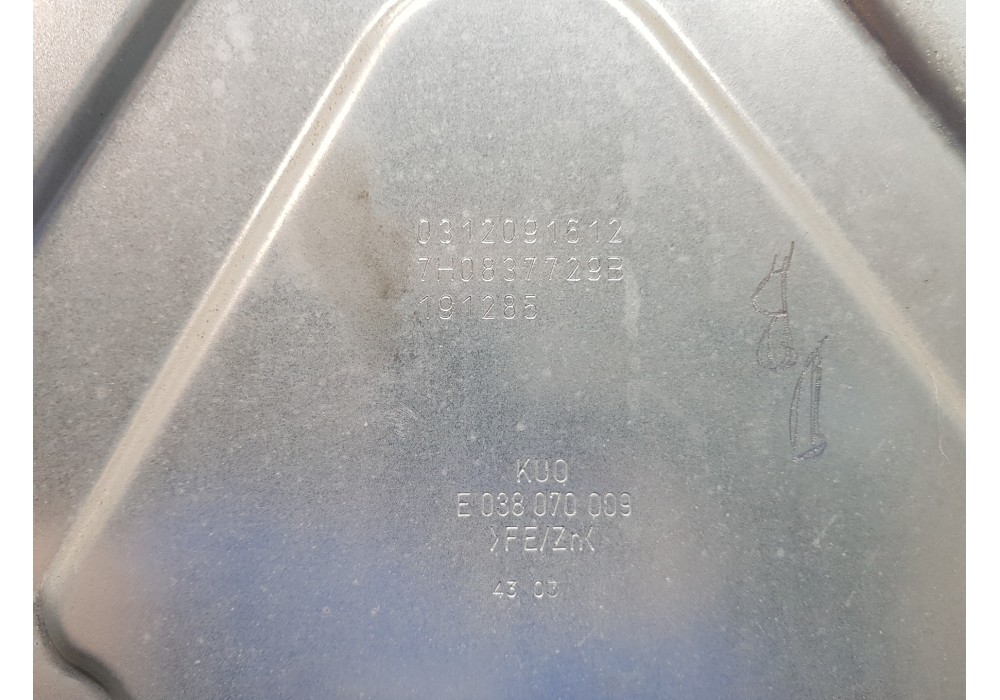 0312091612
7H0837729B
191285
KUO
E 038 070 009
>FE/Zn<
43 03